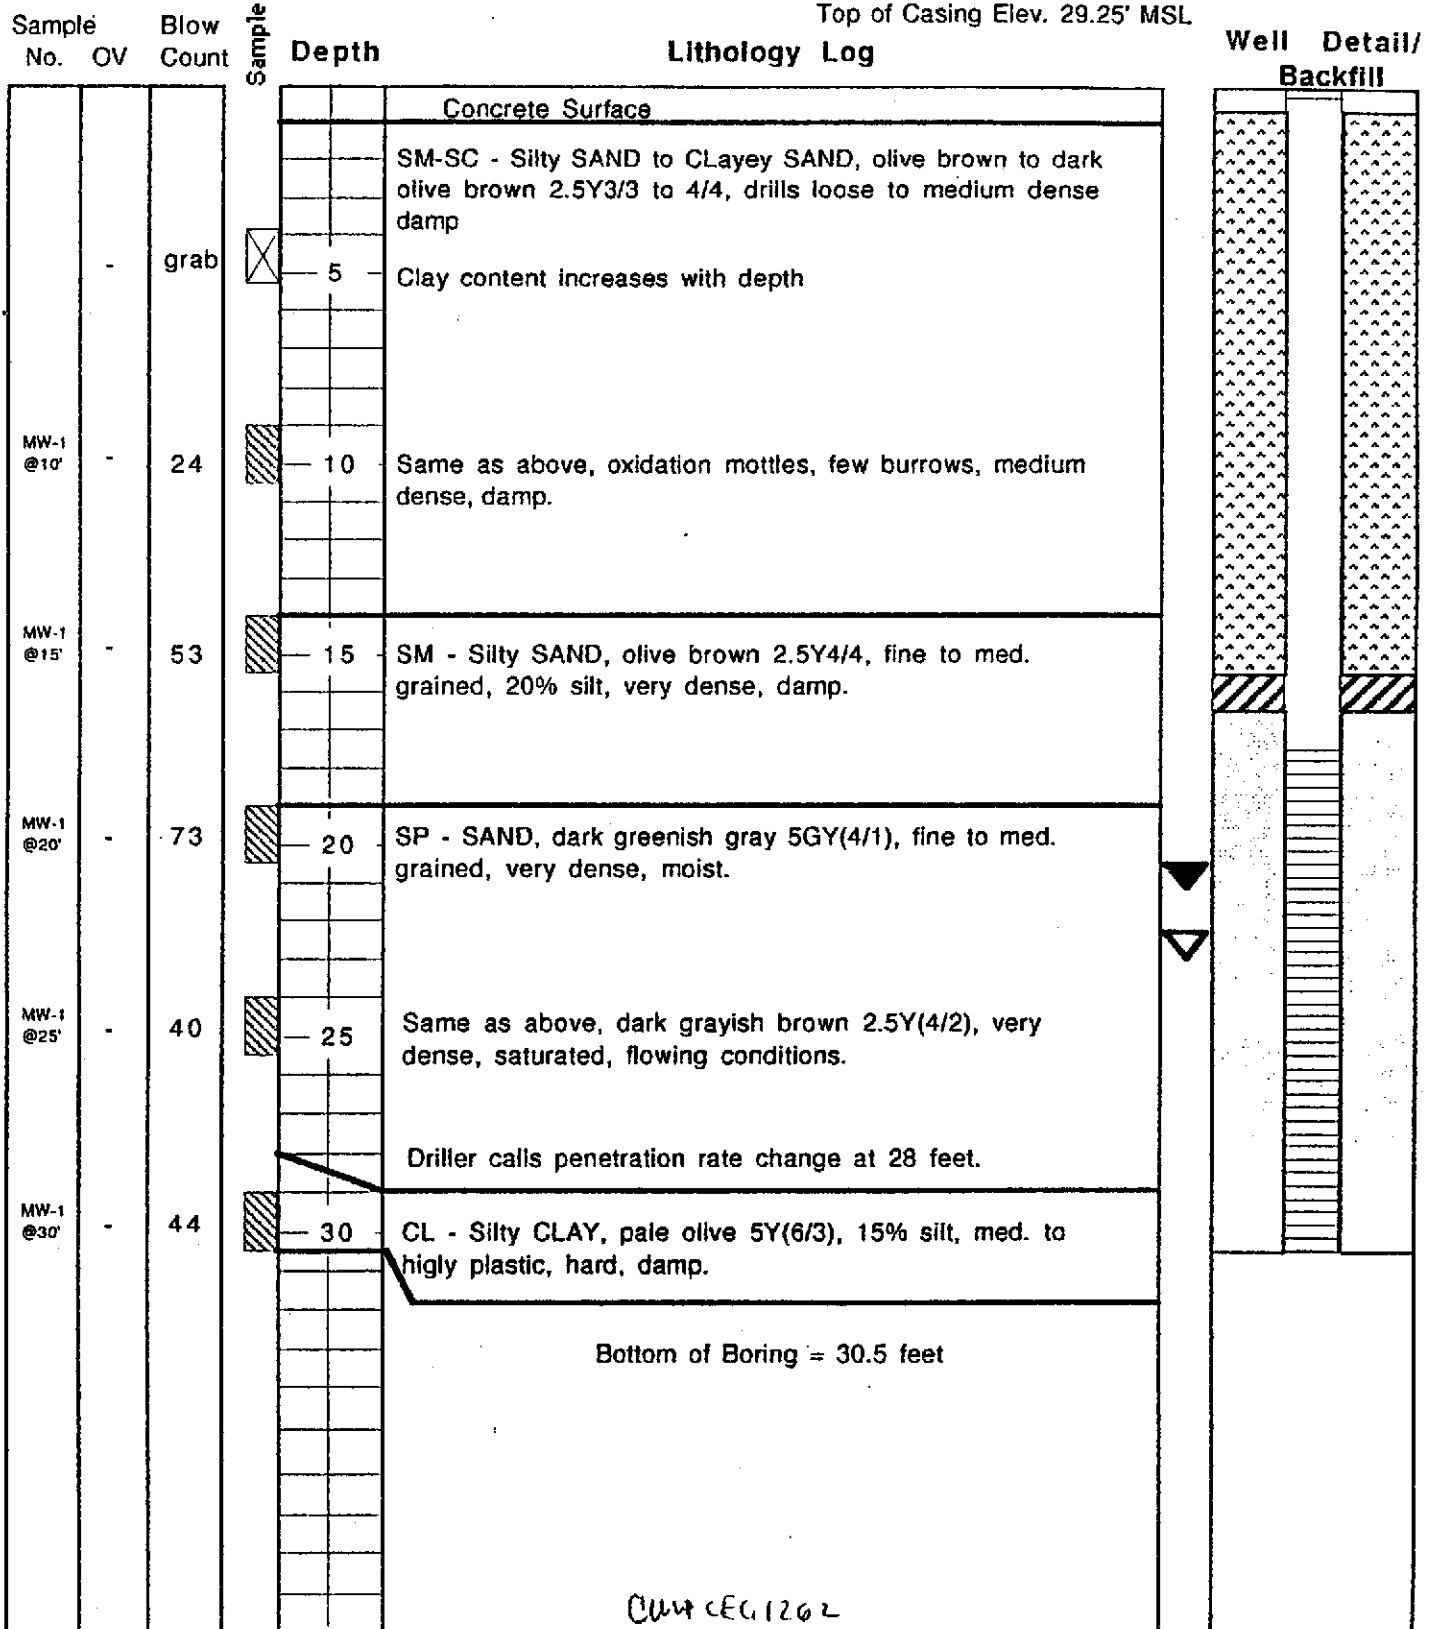 Top of Casing Elev. 29.25' MSL
Sample No. OV Blow Count Sample Depth Lithology Log Well Detail/ Backfill
Concrete Surface
SM-SC - Silty SAND to CLayey SAND, olive brown to dark
olive brown 2.5Y3/3 to 4/4, drills loose to medium dense
damp
- grab 5 Clay content increases with depth
MW-1 @10' - 24 10 Same as above, oxidation mottles, few burrows, medium
dense, damp.
MW-1 @15' - 53 15 SM - Silty SAND, olive brown 2.5Y4/4, fine to med.
grained, 20% silt, very dense, damp.
MW-1 @20' - 73 20 SP - SAND, dark greenish gray 5GY(4/1), fine to med.
grained, very dense, moist.
MW-1 @25' - 40 25 Same as above, dark grayish brown 2.5Y(4/2), very
dense, saturated, flowing conditions.
Driller calls penetration rate change at 28 feet.
MW-1 @30' - 44 30 CL - Silty CLAY, pale olive 5Y(6/3), 15% silt, med. to
higly plastic, hard, damp.
Bottom of Boring = 30.5 feet
CEG1262